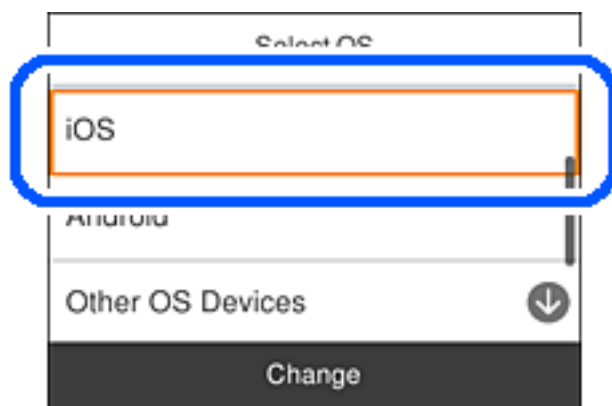 Select OS
iOS
Android
Other OS Devices
Change